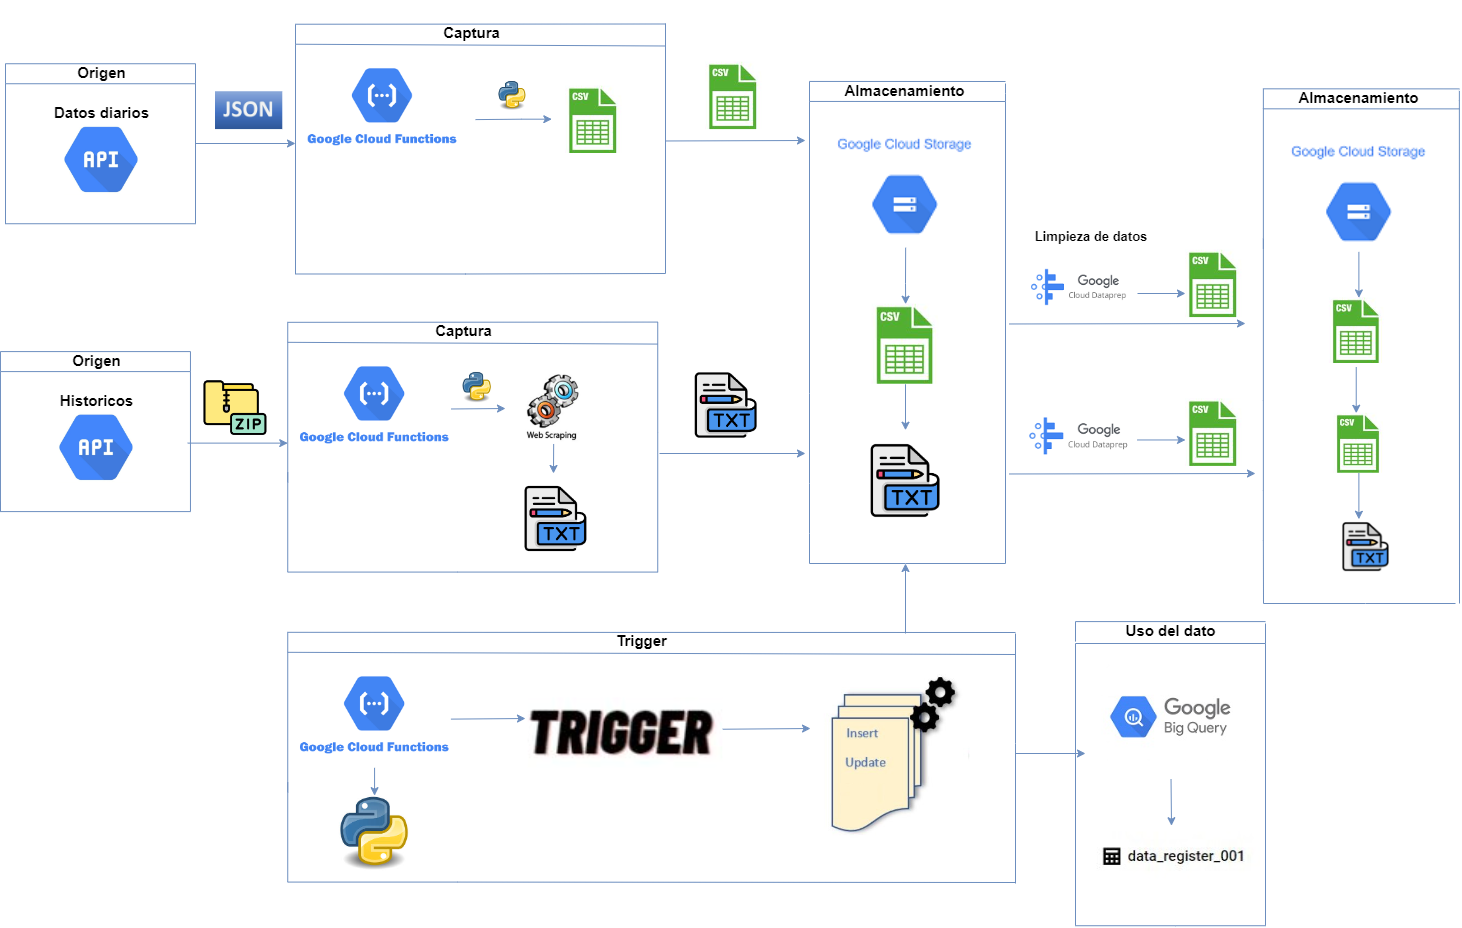 Origen
Datos diarios
API
JSON
Captura
Google Cloud Functions
CSV
CSV
Almacenamiento
Google Cloud Storage
CSV
TXT
Limpieza de datos
Google
Cloud Dataprep
CSV
Google
Cloud Dataprep
CSV
Almacenamiento
Google Cloud Storage
CSV
CSV
TXT
Origen
Historicos
API
ZIP
Captura
Google Cloud Functions
Web Scraping
TXT
TXT
Trigger
Google Cloud Functions
TRIGGER
Insert
Update
Uso del dato
Google
Big Query
data_register_001